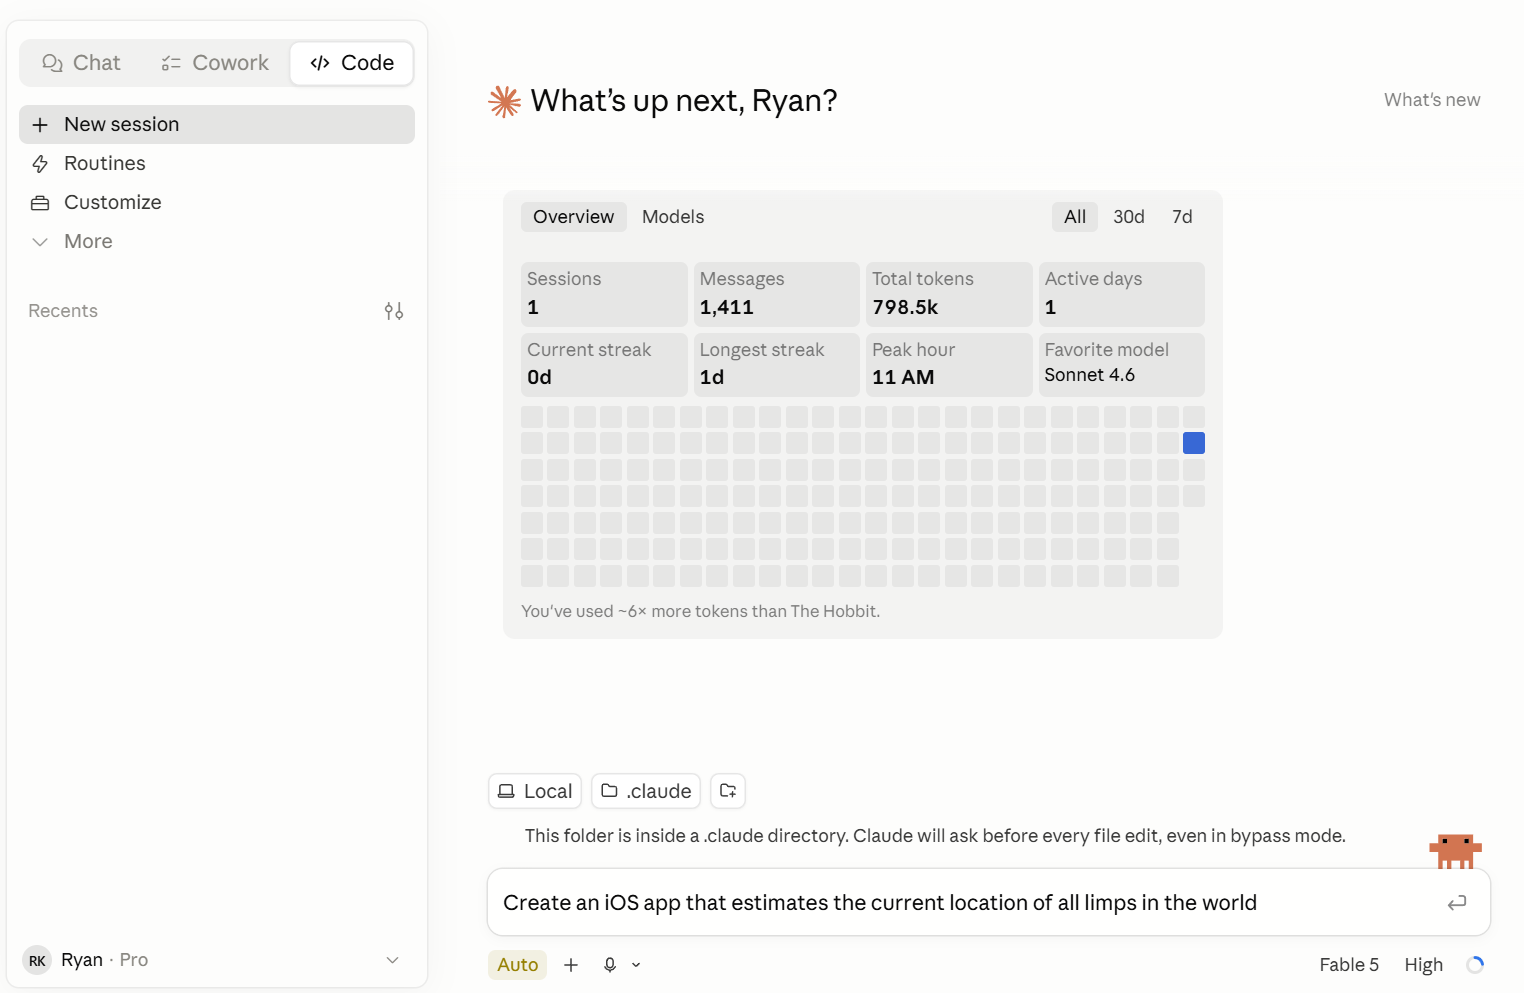 Chat Cowork Code
New session
Routines
Customize
More
Recents
RK Ryan · Pro
What's up next, Ryan?
What's new
Overview Models All 30d 7d
Sessions Messages Total tokens Active days
1 1,411 798.5k 1
Current streak Longest streak Peak hour Favorite model
0d 1d 11 AM Sonnet 4.6
You've used ~6× more tokens than The Hobbit.
Local .claude
This folder is inside a .claude directory. Claude will ask before every file edit, even in bypass mode.
Create an iOS app that estimates the current location of all limps in the world
Auto Fable 5 High